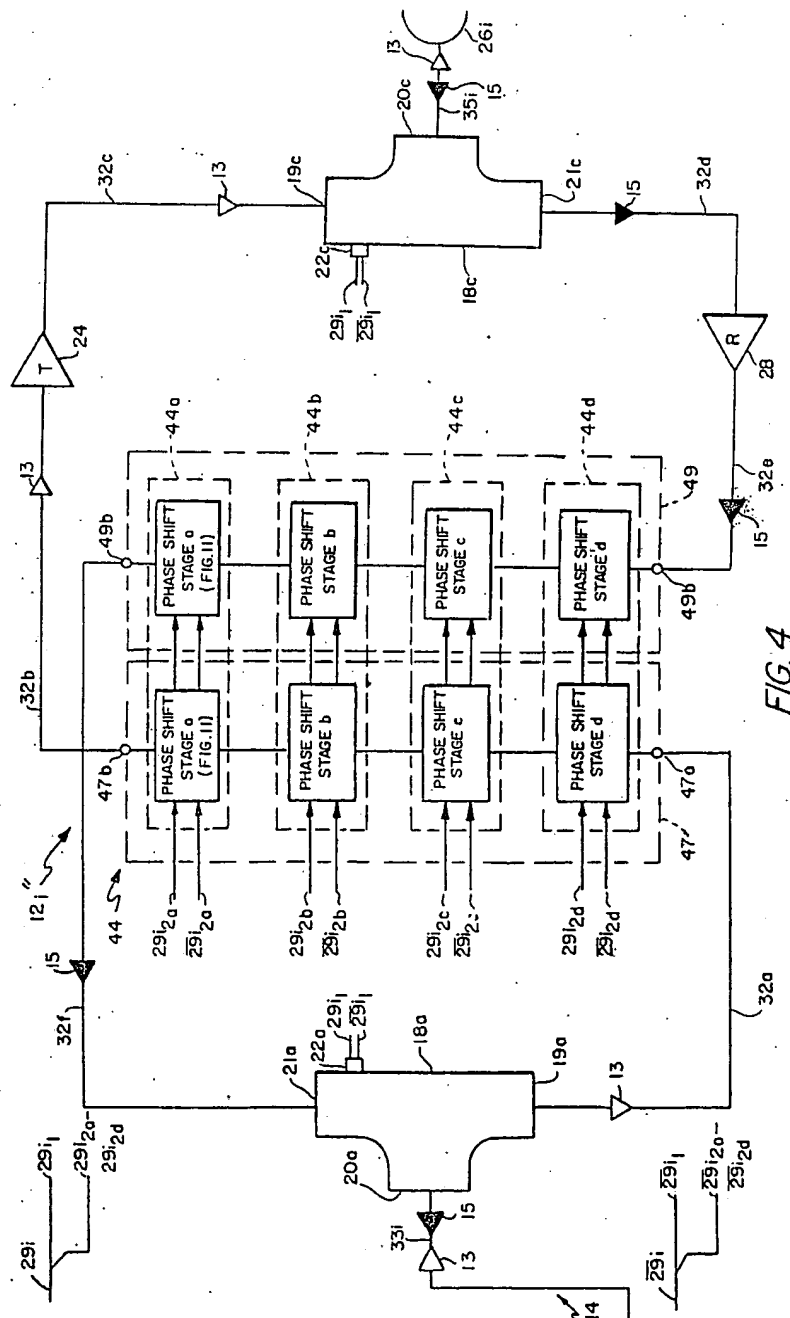 32c
13
19c
20c
13
26i
15
35i
22c
29i1
29i1
18c
21c
15
32d
T
24
R
28
13
32b
49b
44a
44b
44c
44d
49
32e
15
49b
47b
12i"
44
PHASE SHIFT
STAGE a
(FIG.11)
PHASE SHIFT
STAGE a
(FIG.11)
PHASE SHIFT
STAGE b
PHASE SHIFT
STAGE b
PHASE SHIFT
STAGE c
PHASE SHIFT
STAGE c
PHASE SHIFT
STAGE d
PHASE SHIFT
STAGE d
29i2a
29i2a
29i2b
29i2b
29i2c
29i2d
29i2d
47a
47'
15
32f
21a
22a
29i1
29i1
18a
19a
20a
15
33i
13
14
13
32a
29i
29i1
29i2a-
29i2d
29i
29i1
29i2a-
29i2d
FIG. 4